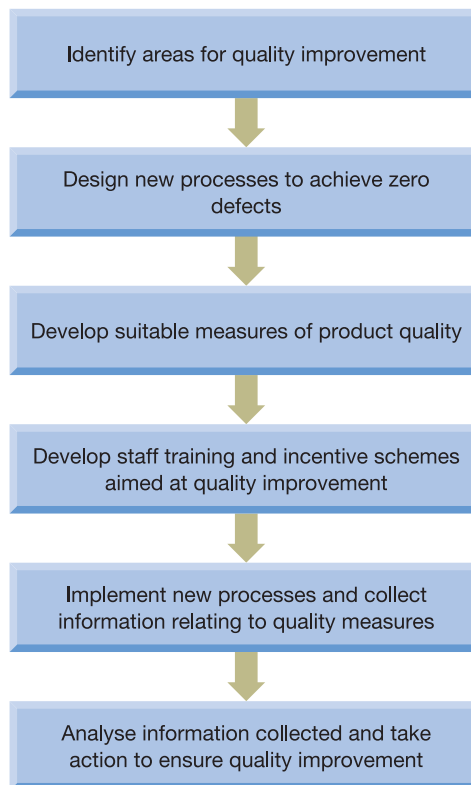 Identify areas for quality improvement
Design new processes to achieve zero
defects
Develop suitable measures of product quality
Develop staff training and incentive schemes
aimed at quality improvement
Implement new processes and collect
information relating to quality measures
Analyse information collected and take
action to ensure quality improvement